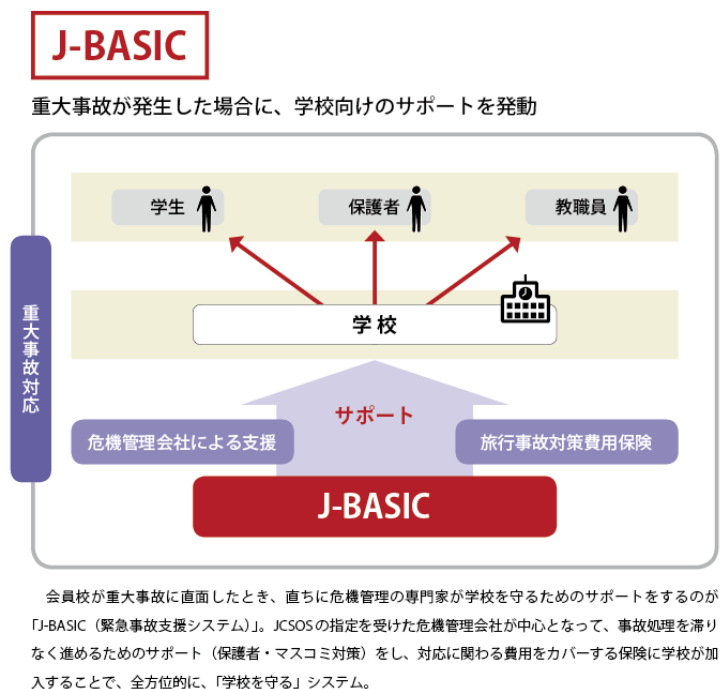 J-BASIC
重大事故が発生した場合に、学校向けのサポートを発動
学生
保護者
教職員
重大事故対応
学校
サポート
危機管理会社による支援
旅行事故対策費用保険
J-BASIC
会員校が重大事故に直面したとき、直ちに危機管理の専門家が学校を守るためのサポートをするのが
「J-BASIC（緊急事故支援システム）」。JCSOSの指定を受けた危機管理会社が中心となって、事故処理を滞り
なく進めるためのサポート（保護者・マスコミ対策）をし、対応に関わる費用をカバーする保険に学校が加
入することで、全方位的に、「学校を守る」システム。